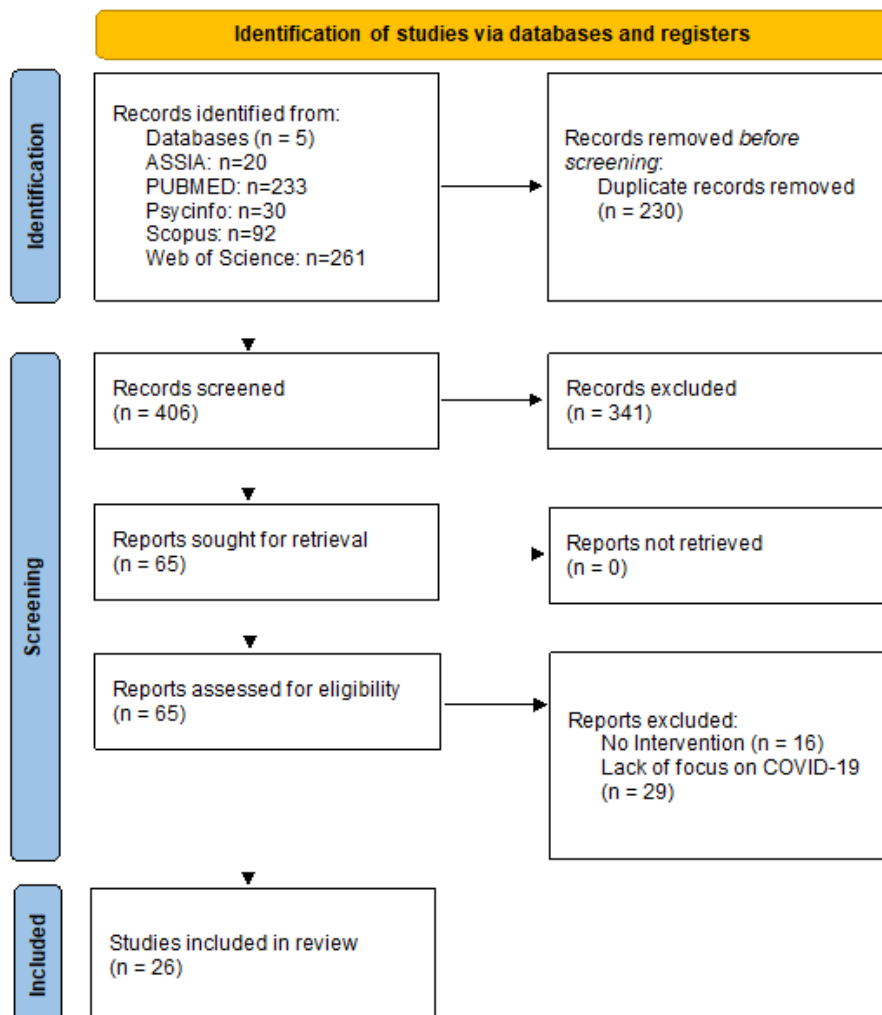 Identification of studies via databases and registers
Identification
Records identified from:
Databases (n = 5)
ASSIA: n=20
PUBMED: n=233
Psycinfo: n=30
Scopus: n=92
Web of Science: n=261
Records removed before
screening:
Duplicate records removed
(n = 230)
Screening
Records screened
(n = 406)
Records excluded
(n = 341)
Reports sought for retrieval
(n = 65)
Reports not retrieved
(n = 0)
Reports assessed for eligibility
(n = 65)
Reports excluded:
No Intervention (n = 16)
Lack of focus on COVID-19
(n = 29)
Included
Studies included in review
(n = 26)